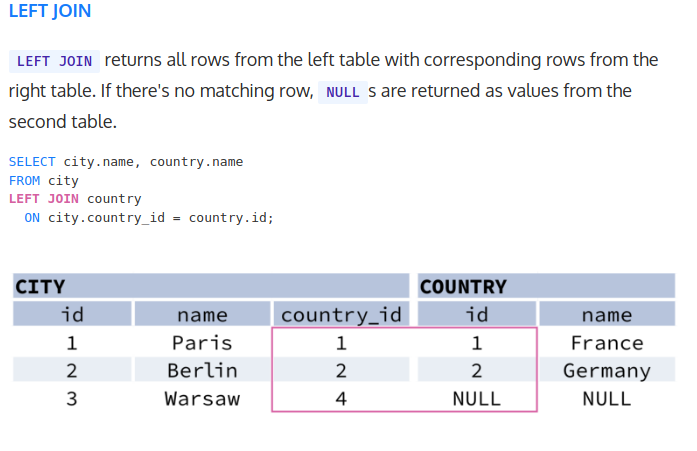 LEFT JOIN
LEFT JOIN returns all rows from the left table with corresponding rows from the
right table. If there's no matching row, NULL s are returned as values from the
second table.
SELECT city.name, country.name
FROM city
LEFT JOIN country
  ON city.country_id = country.id;
CITY COUNTRY
id name country_id id name
1 Paris 1 1 France
2 Berlin 2 2 Germany
3 Warsaw 4 NULL NULL